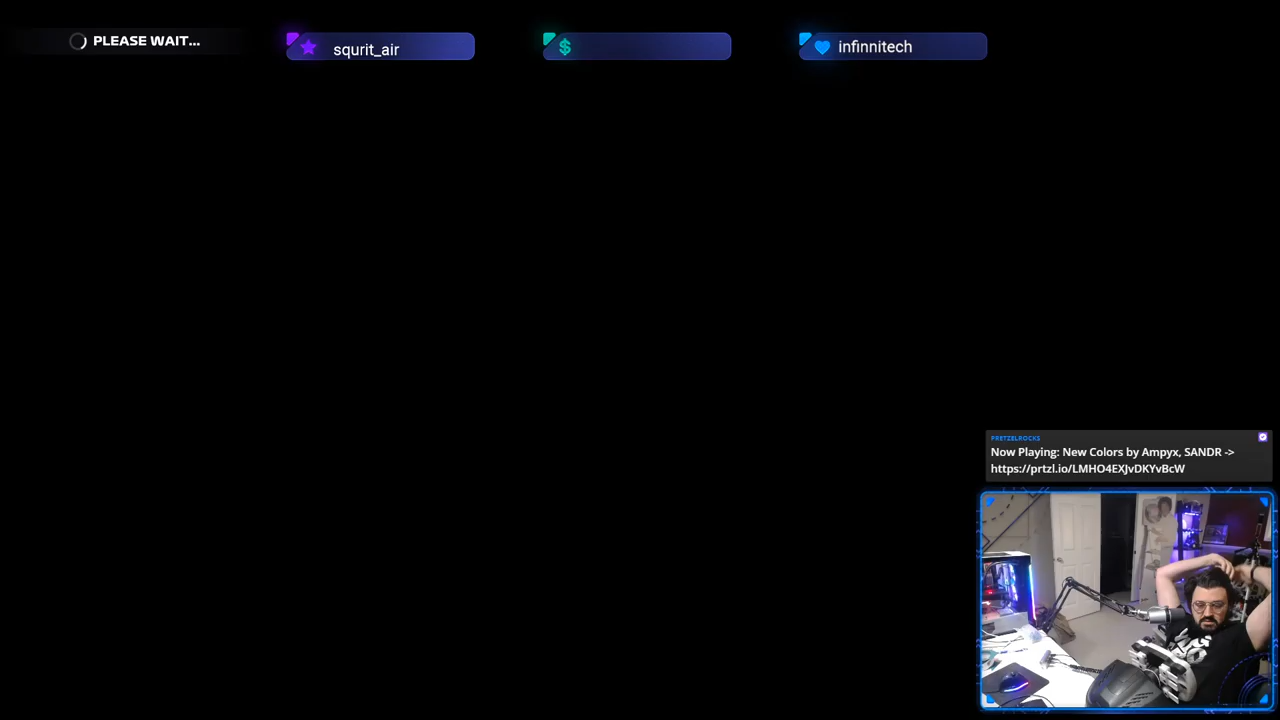 PLEASE WAIT...
squrit_air
$
infinnitech
PRETZELROCKS
Now Playing: New Colors by Ampyx, SANDR ->
https://prtzl.io/LMHO4EXJvDKYvBcW